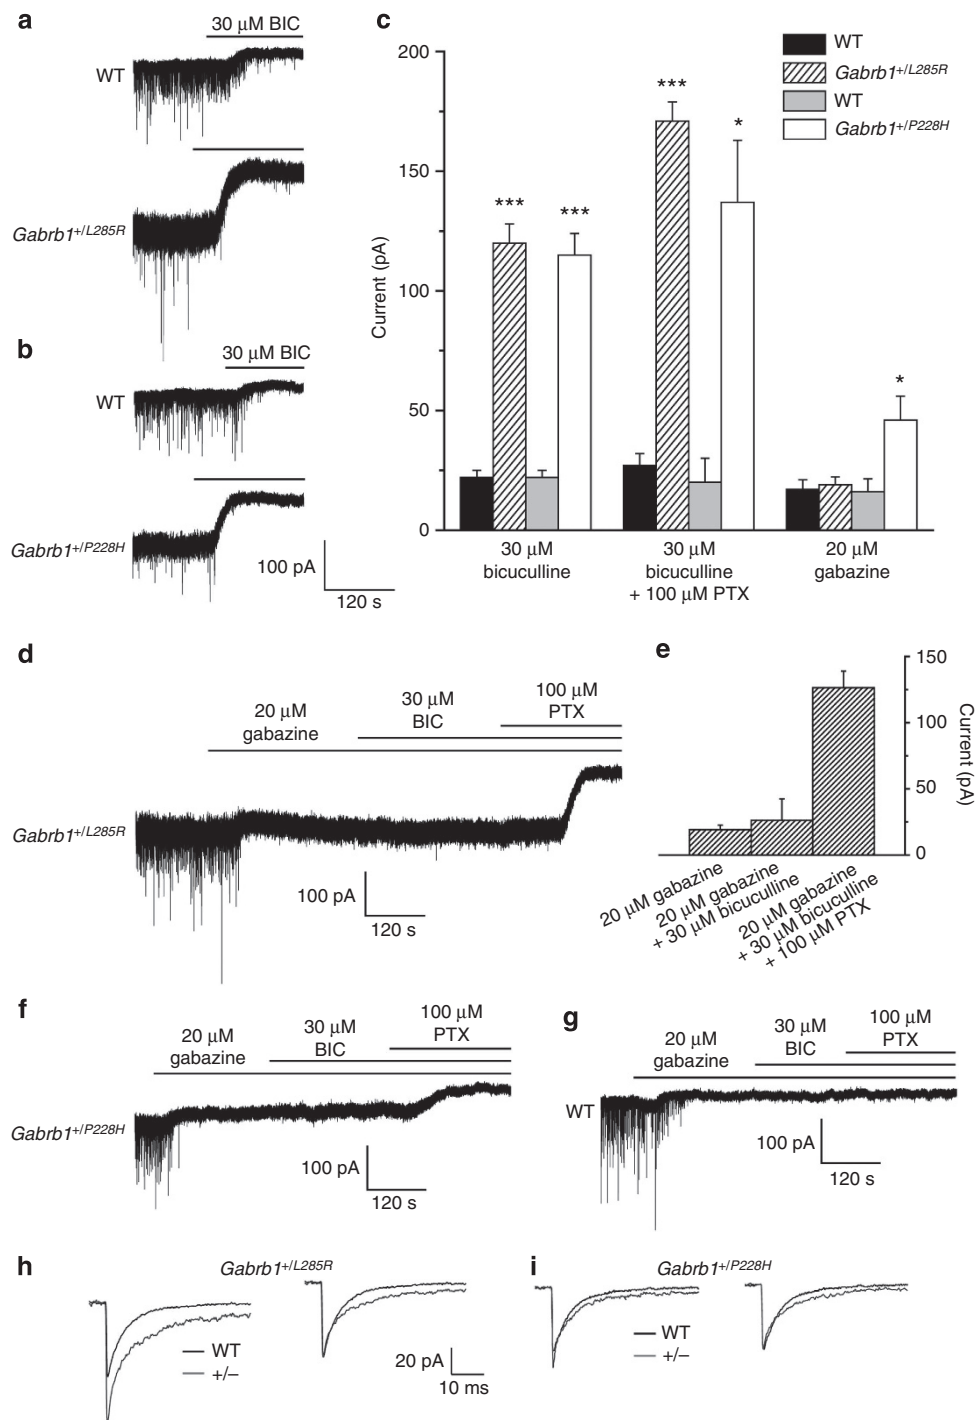 a
30 μM BIC
WT
Gabrb1+/L285R
b
30 μM BIC
WT
Gabrb1+/P228H
100 pA
120 s
c
200
150
100
50
0
Current (pA)
WT
Gabrb1+/L285R
WT
Gabrb1+/P228H
***
***
***
*
*
30 μM
bicuculline
30 μM
bicuculline
+ 100 μM PTX
20 μM
gabazine
d
20 μM
gabazine
30 μM
BIC
100 μM
PTX
Gabrb1+/L285R
100 pA
120 s
e
150
100
50
0
Current (pA)
20 μM gabazine
20 μM gabazine
+ 30 μM bicuculline
20 μM gabazine
+ 30 μM bicuculline
+ 100 μM PTX
f
20 μM
gabazine
30 μM
BIC
100 μM
PTX
Gabrb1+/P228H
100 pA
120 s
g
20 μM
gabazine
30 μM
BIC
100 μM
PTX
WT
100 pA
120 s
h
Gabrb1+/L285R
WT
+/–
20 pA
10 ms
i
Gabrb1+/P228H
WT
+/–